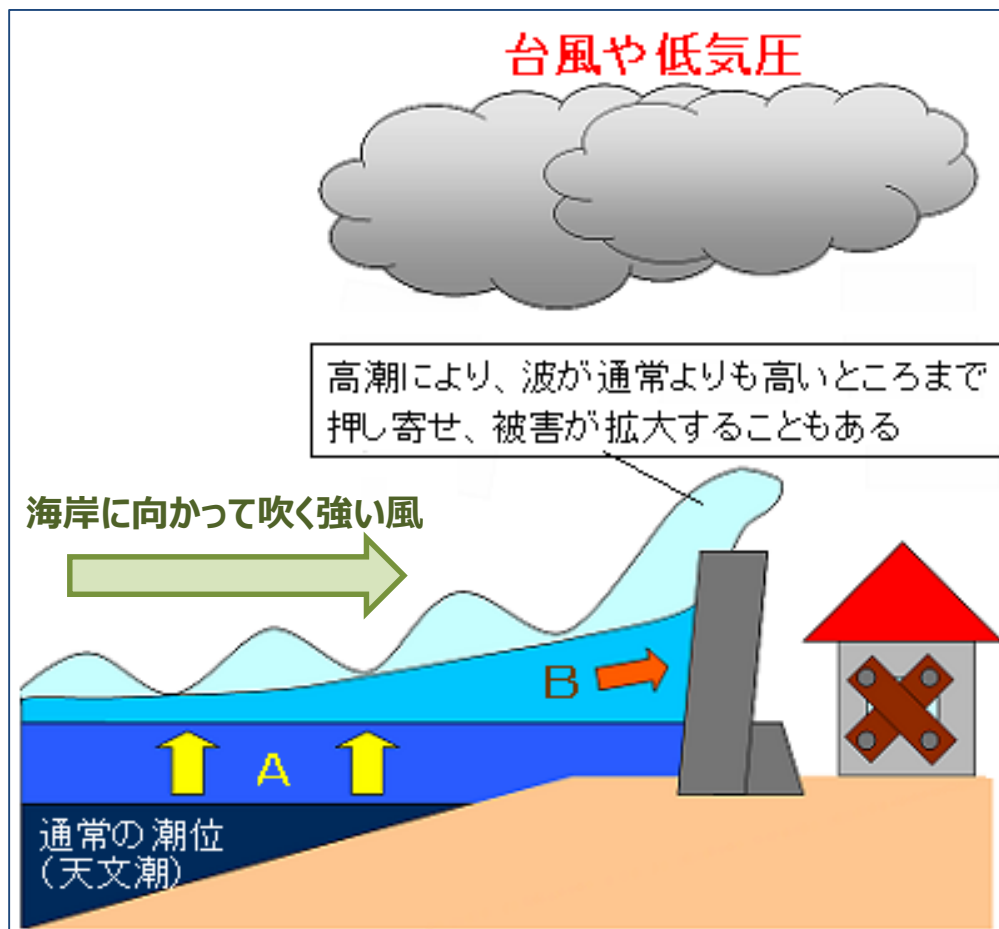 台風や低気圧
高潮により、波が通常よりも高いところまで
押し寄せ、被害が拡大することもある
海岸に向かって吹く強い風
B
A
通常の潮位
(天文潮)